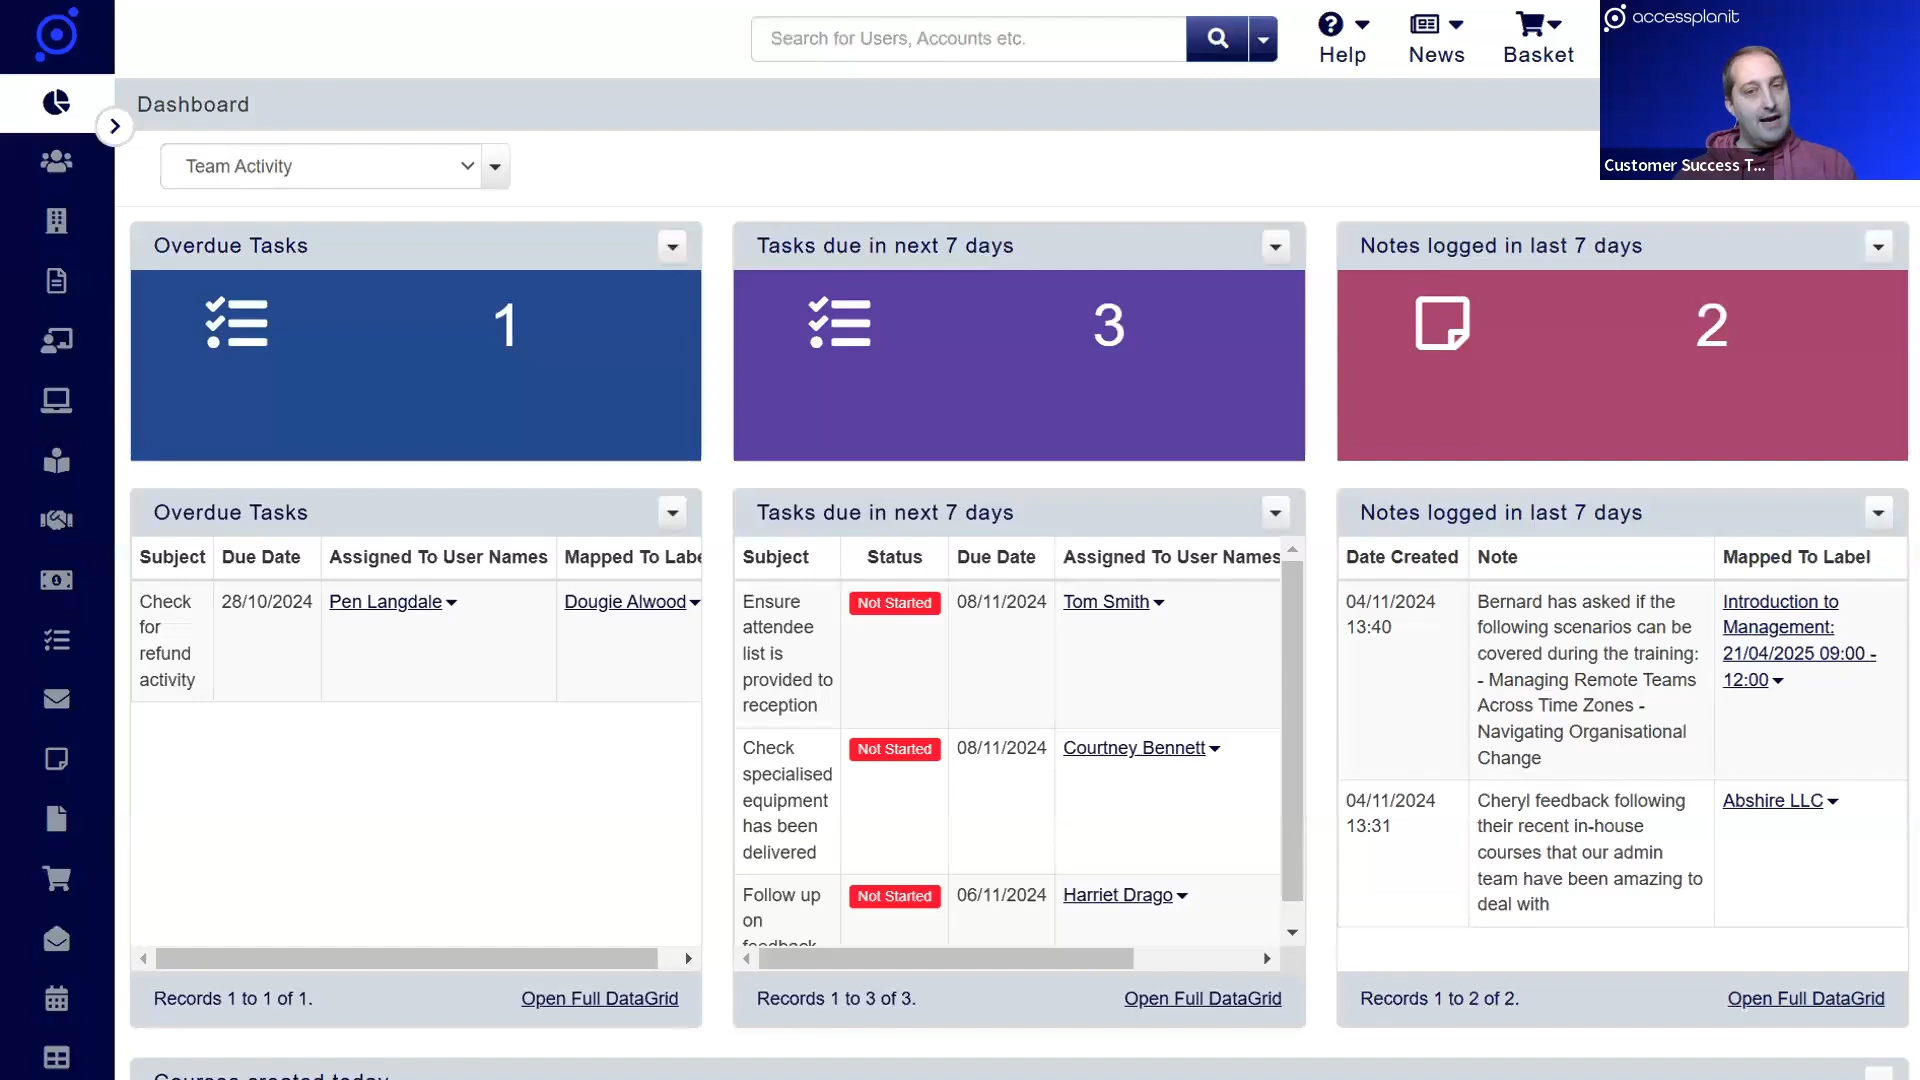 Search for Users, Accounts etc.
Help
News
Basket
accessplanit
Customer Success T...
Dashboard
Team Activity
Overdue Tasks
1
Tasks due in next 7 days
3
Notes logged in last 7 days
2
Overdue Tasks
Subject Due Date Assigned To User Names Mapped To Labe
Check for refund activity 28/10/2024 Pen Langdale Dougie Alwood
Records 1 to 1 of 1. Open Full DataGrid
Tasks due in next 7 days
Subject Status Due Date Assigned To User Names
Ensure attendee list is provided to reception Not Started 08/11/2024 Tom Smith
Check specialised equipment has been delivered Not Started 08/11/2024 Courtney Bennett
Follow up on feedback Not Started 06/11/2024 Harriet Drago
Records 1 to 3 of 3. Open Full DataGrid
Notes logged in last 7 days
Date Created Note Mapped To Label
04/11/2024 13:40 Bernard has asked if the following scenarios can be covered during the training: - Managing Remote Teams Across Time Zones - Navigating Organisational Change Introduction to Management: 21/04/2025 09:00 - 12:00
04/11/2024 13:31 Cheryl feedback following their recent in-house courses that our admin team have been amazing to deal with Abshire LLC
Records 1 to 2 of 2. Open Full DataGrid
Courses created today